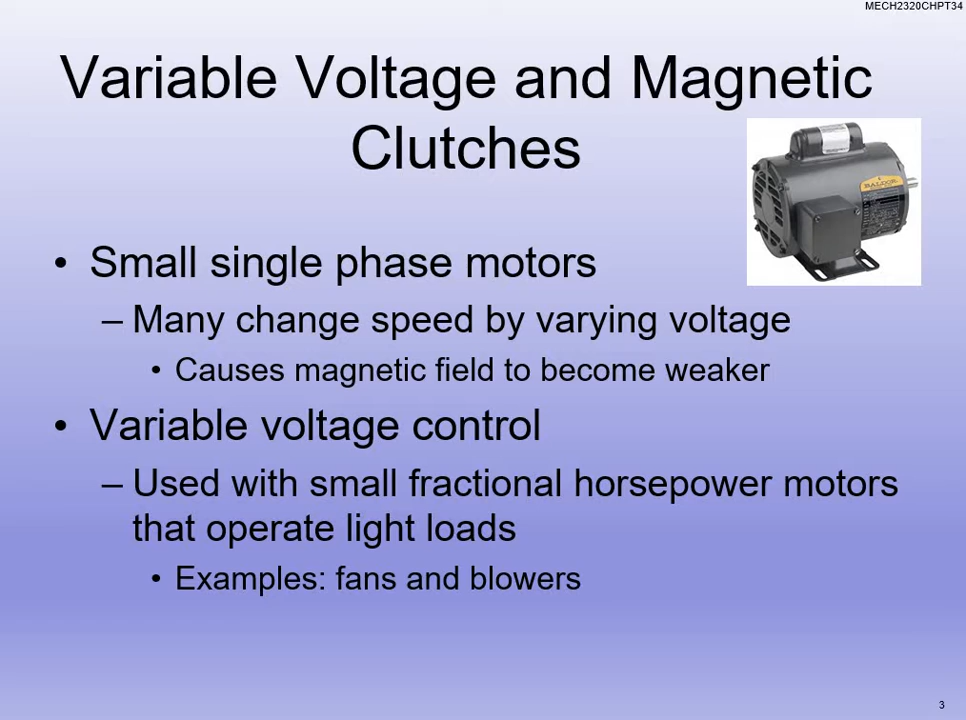 MECH2320CHPT34
Variable Voltage and Magnetic
Clutches
BALDOR
• Small single phase motors
– Many change speed by varying voltage
• Causes magnetic field to become weaker
• Variable voltage control
– Used with small fractional horsepower motors
that operate light loads
• Examples: fans and blowers
3